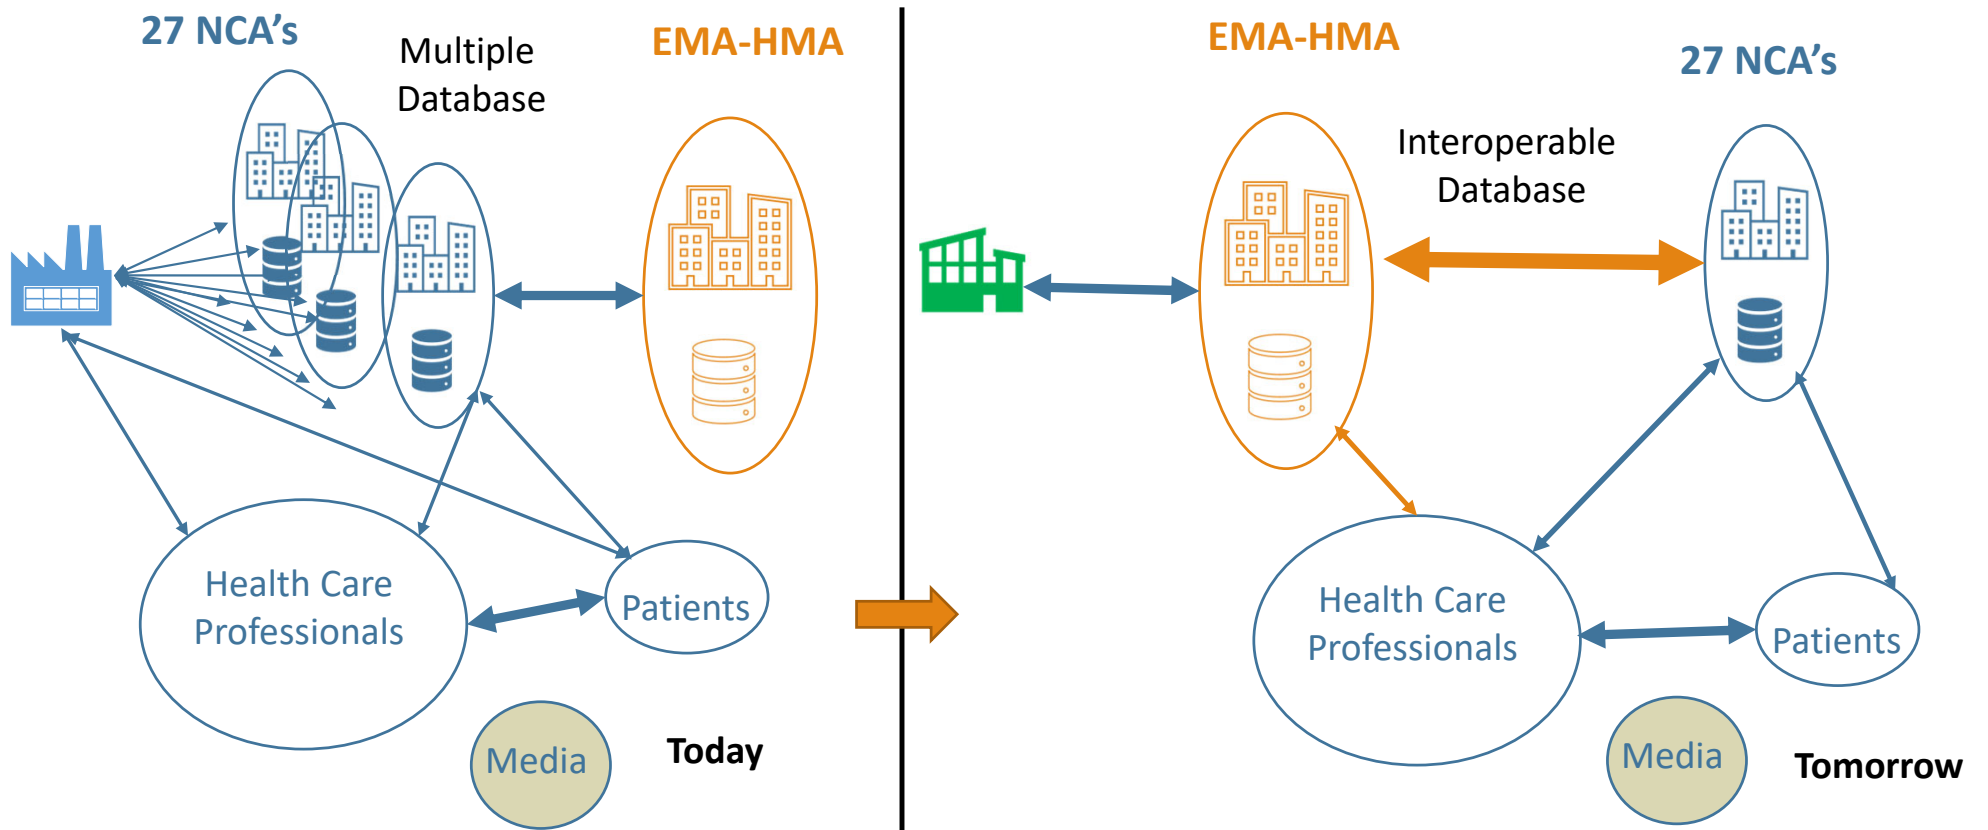 27 NCA's
Multiple
Database
EMA-HMA
Health Care
Professionals
Patients
Media
Today
EMA-HMA
27 NCA's
Interoperable
Database
Health Care
Professionals
Patients
Media
Tomorrow